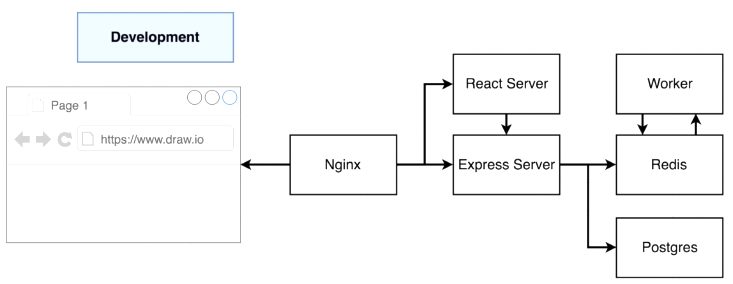 Development
Page 1
https://www.draw.io
Nginx
React Server
Express Server
Worker
Redis
Postgres